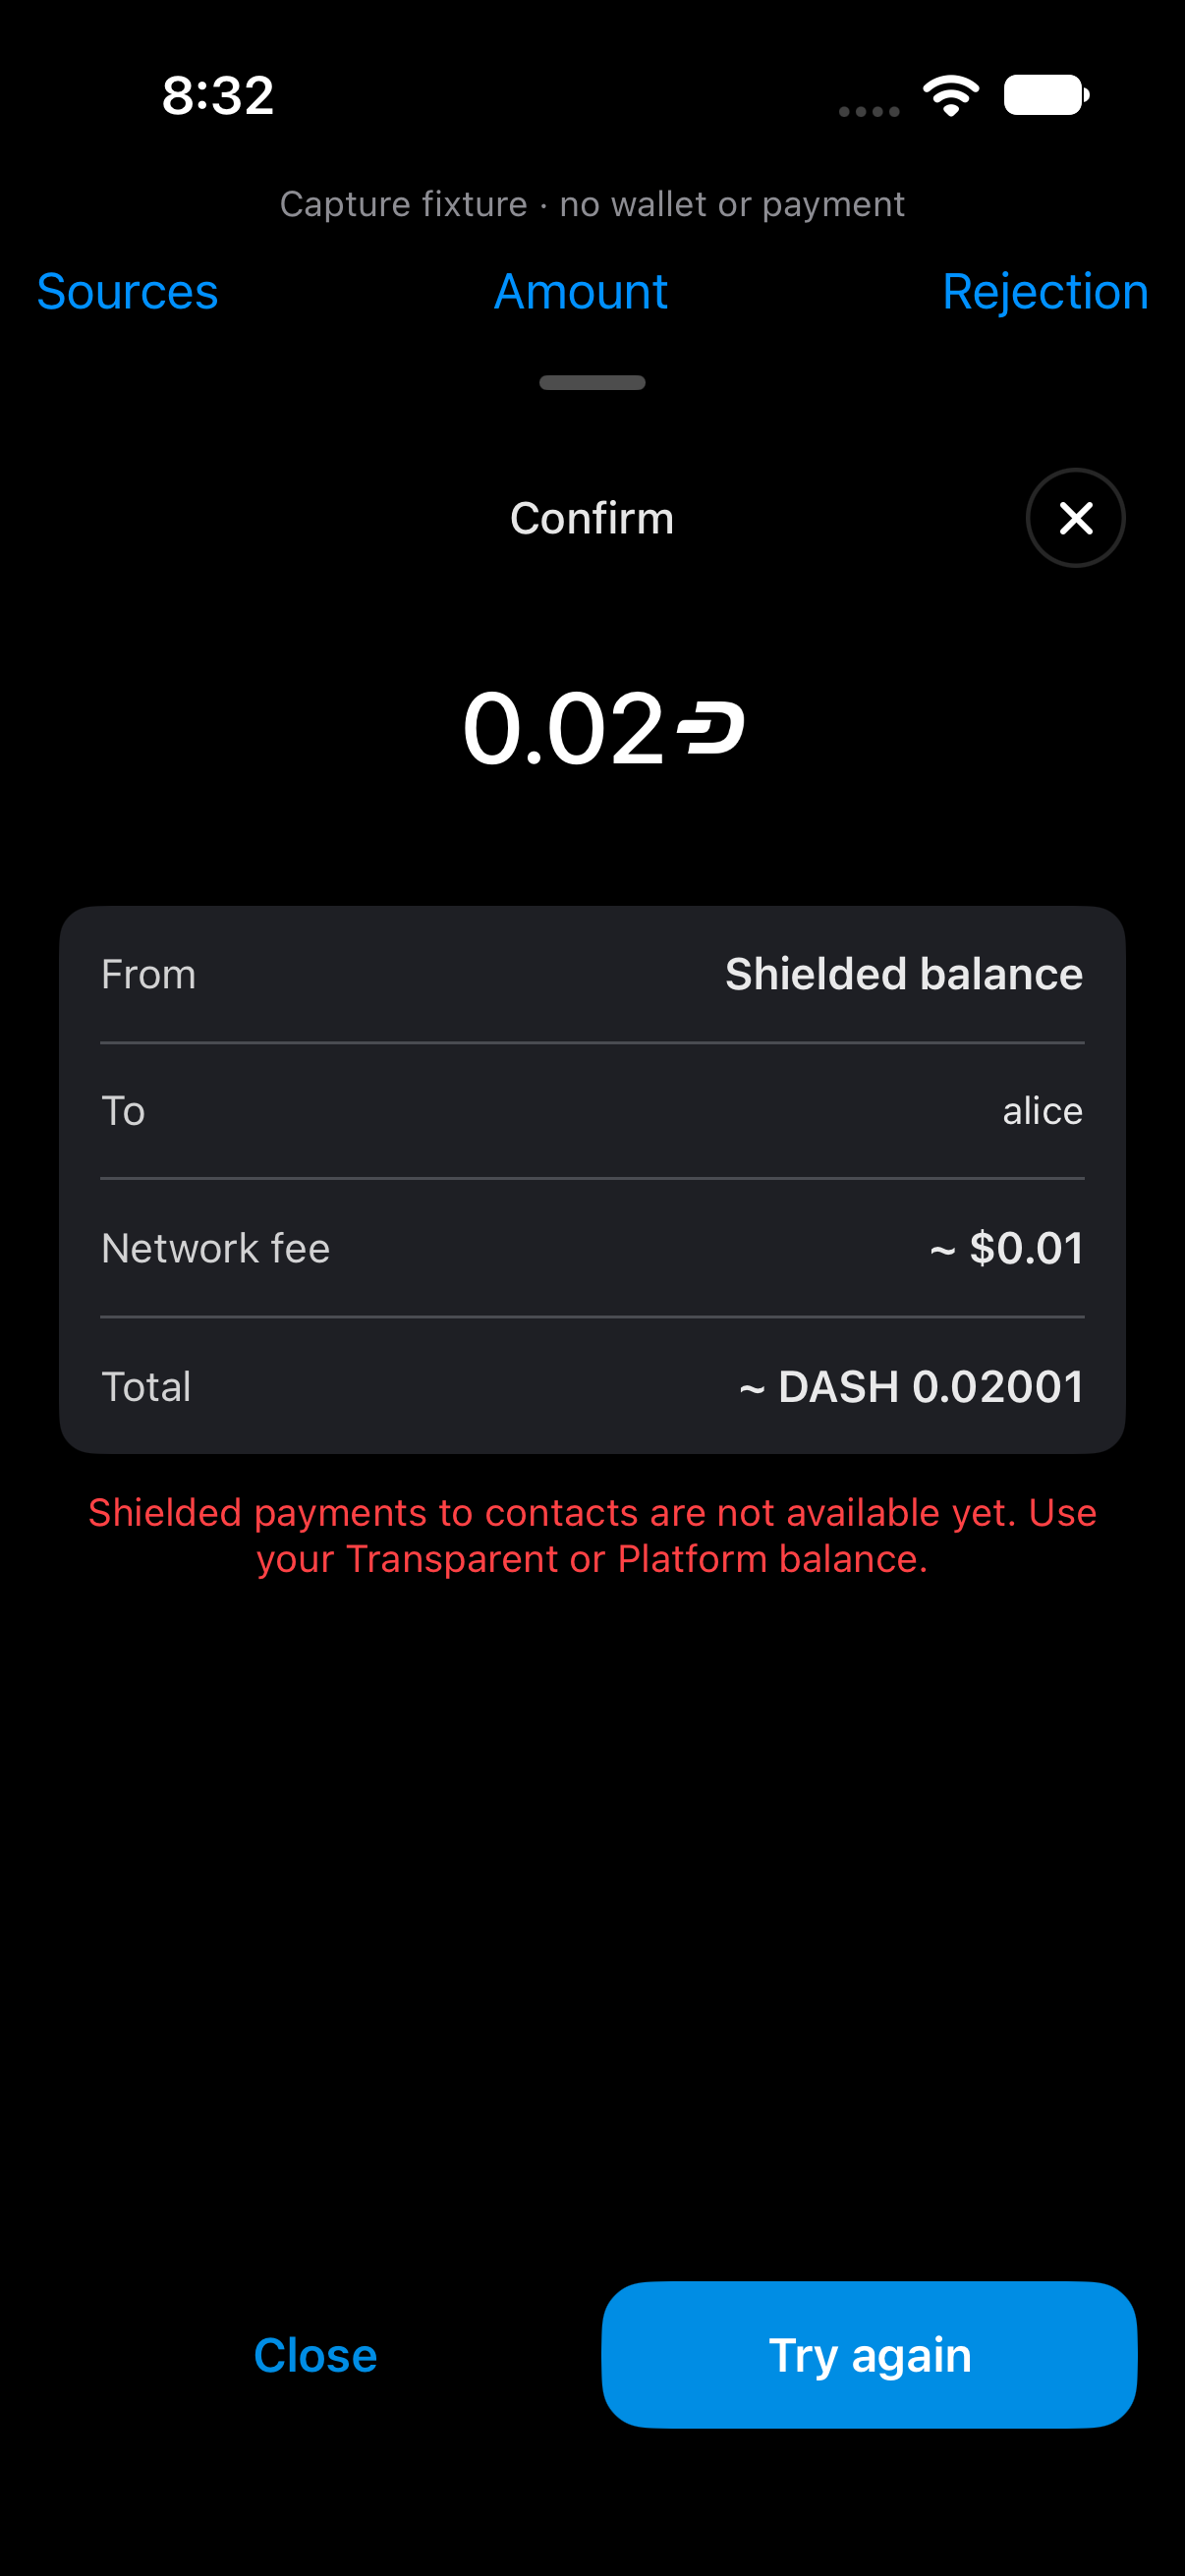 8:32
Capture fixture · no wallet or payment
Sources Amount Rejection
Confirm
0.02
From Shielded balance
To alice
Network fee ~ $0.01
Total ~ DASH 0.02001
Shielded payments to contacts are not available yet. Use
your Transparent or Platform balance.
Close Try again